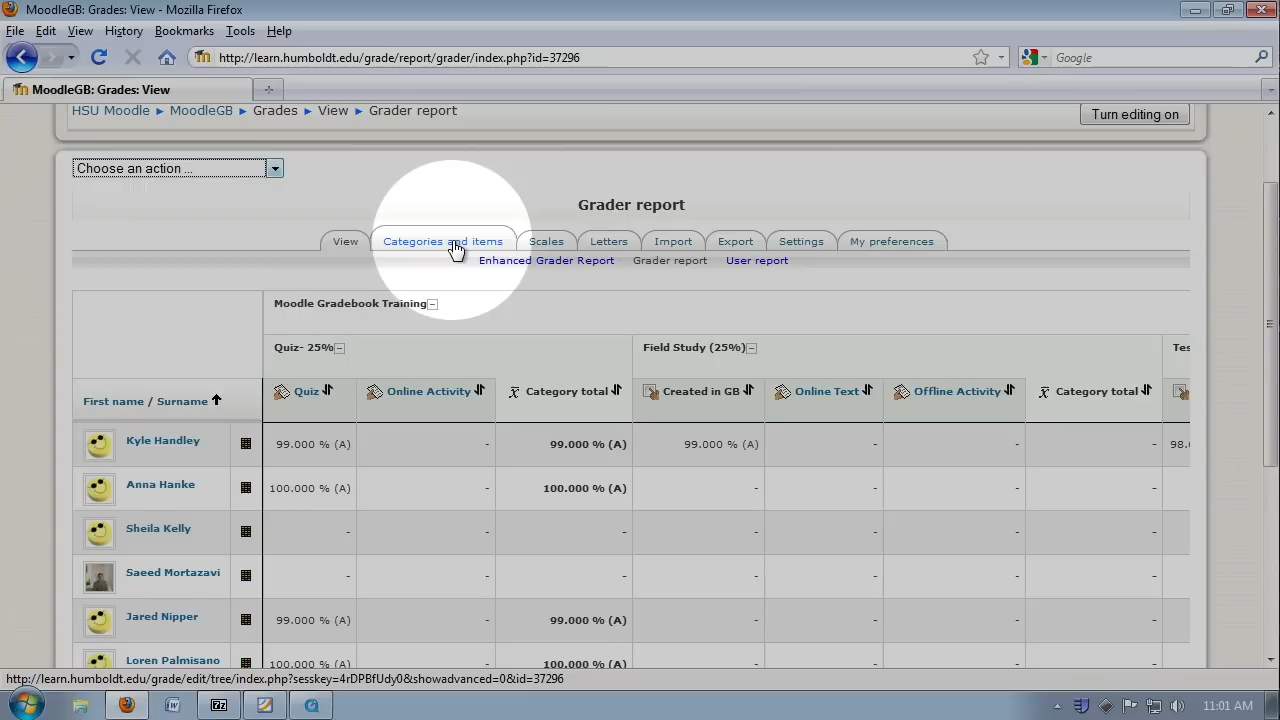 MoodleGB: Grades: View - Mozilla Firefox
File Edit View History Bookmarks Tools Help
http://learn.humboldt.edu/grade/report/grader/index.php?id=37296 Google
MoodleGB: Grades: View
HSU Moodle ► MoodleGB ► Grades ► View ► Grader report Turn editing on
Choose an action ...
Grader report
View Categories and items Scales Letters Import Export Settings My preferences
Enhanced Grader Report Grader report User report
Moodle Gradebook Training
Quiz- 25% Field Study (25%) Tes
First name / Surname Quiz Online Activity Category total Created in GB Online Text Offline Activity Category total
Kyle Handley 99.000 % (A) - 99.000 % (A) 99.000 % (A) - - - 98.
Anna Hanke 100.000 % (A) - 100.000 % (A) - - - -
Sheila Kelly - - - - - - -
Saeed Mortazavi - - - - - - -
Jared Nipper 99.000 % (A) - 99.000 % (A) - - - -
Loren Palmisano 100.000 % (A) - 100.000 % (A) - - - -
http://learn.humboldt.edu/grade/edit/tree/index.php?sesskey=4rDPBfUdy0&showadvanced=0&id=37296
11:01 AM